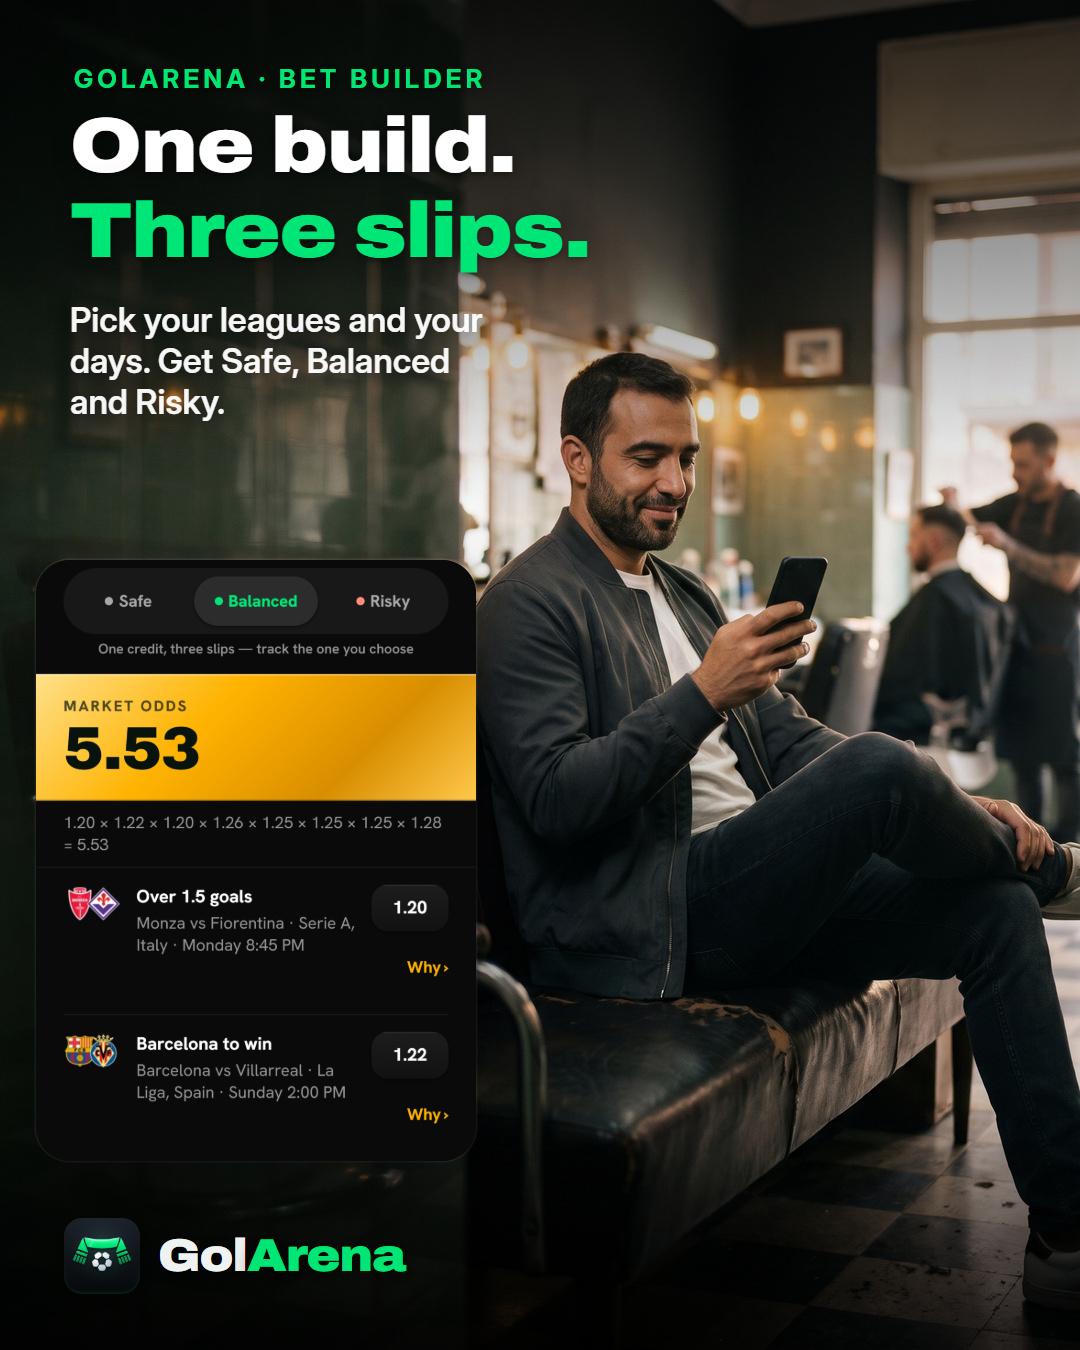 GOLARENA · BET BUILDER
One build.
Three slips.
Pick your leagues and your
days. Get Safe, Balanced
and Risky.
Safe
Balanced
Risky
One credit, three slips — track the one you choose
MARKET ODDS
5.53
1.20 × 1.22 × 1.20 × 1.26 × 1.25 × 1.25 × 1.25 × 1.28
= 5.53
Over 1.5 goals
1.20
Monza vs Fiorentina · Serie A,
Italy · Monday 8:45 PM
Why ›
Barcelona to win
1.22
Barcelona vs Villarreal · La
Liga, Spain · Sunday 2:00 PM
Why ›
GolArena